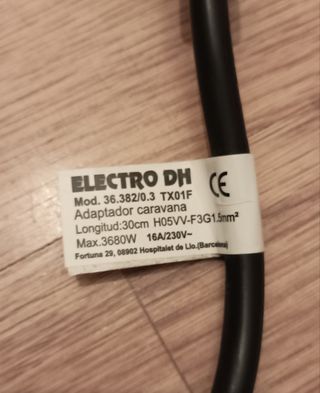 ELECTRO DH CE
Mod. 36.382/0.3 TX01F
Adaptador caravana
Longitud:30cm H05VV-F3G1.5mm²
Max.3680W 16A/230V~
Fortuna 29, 08902 Hospitalet de Llo.(Barcelona)